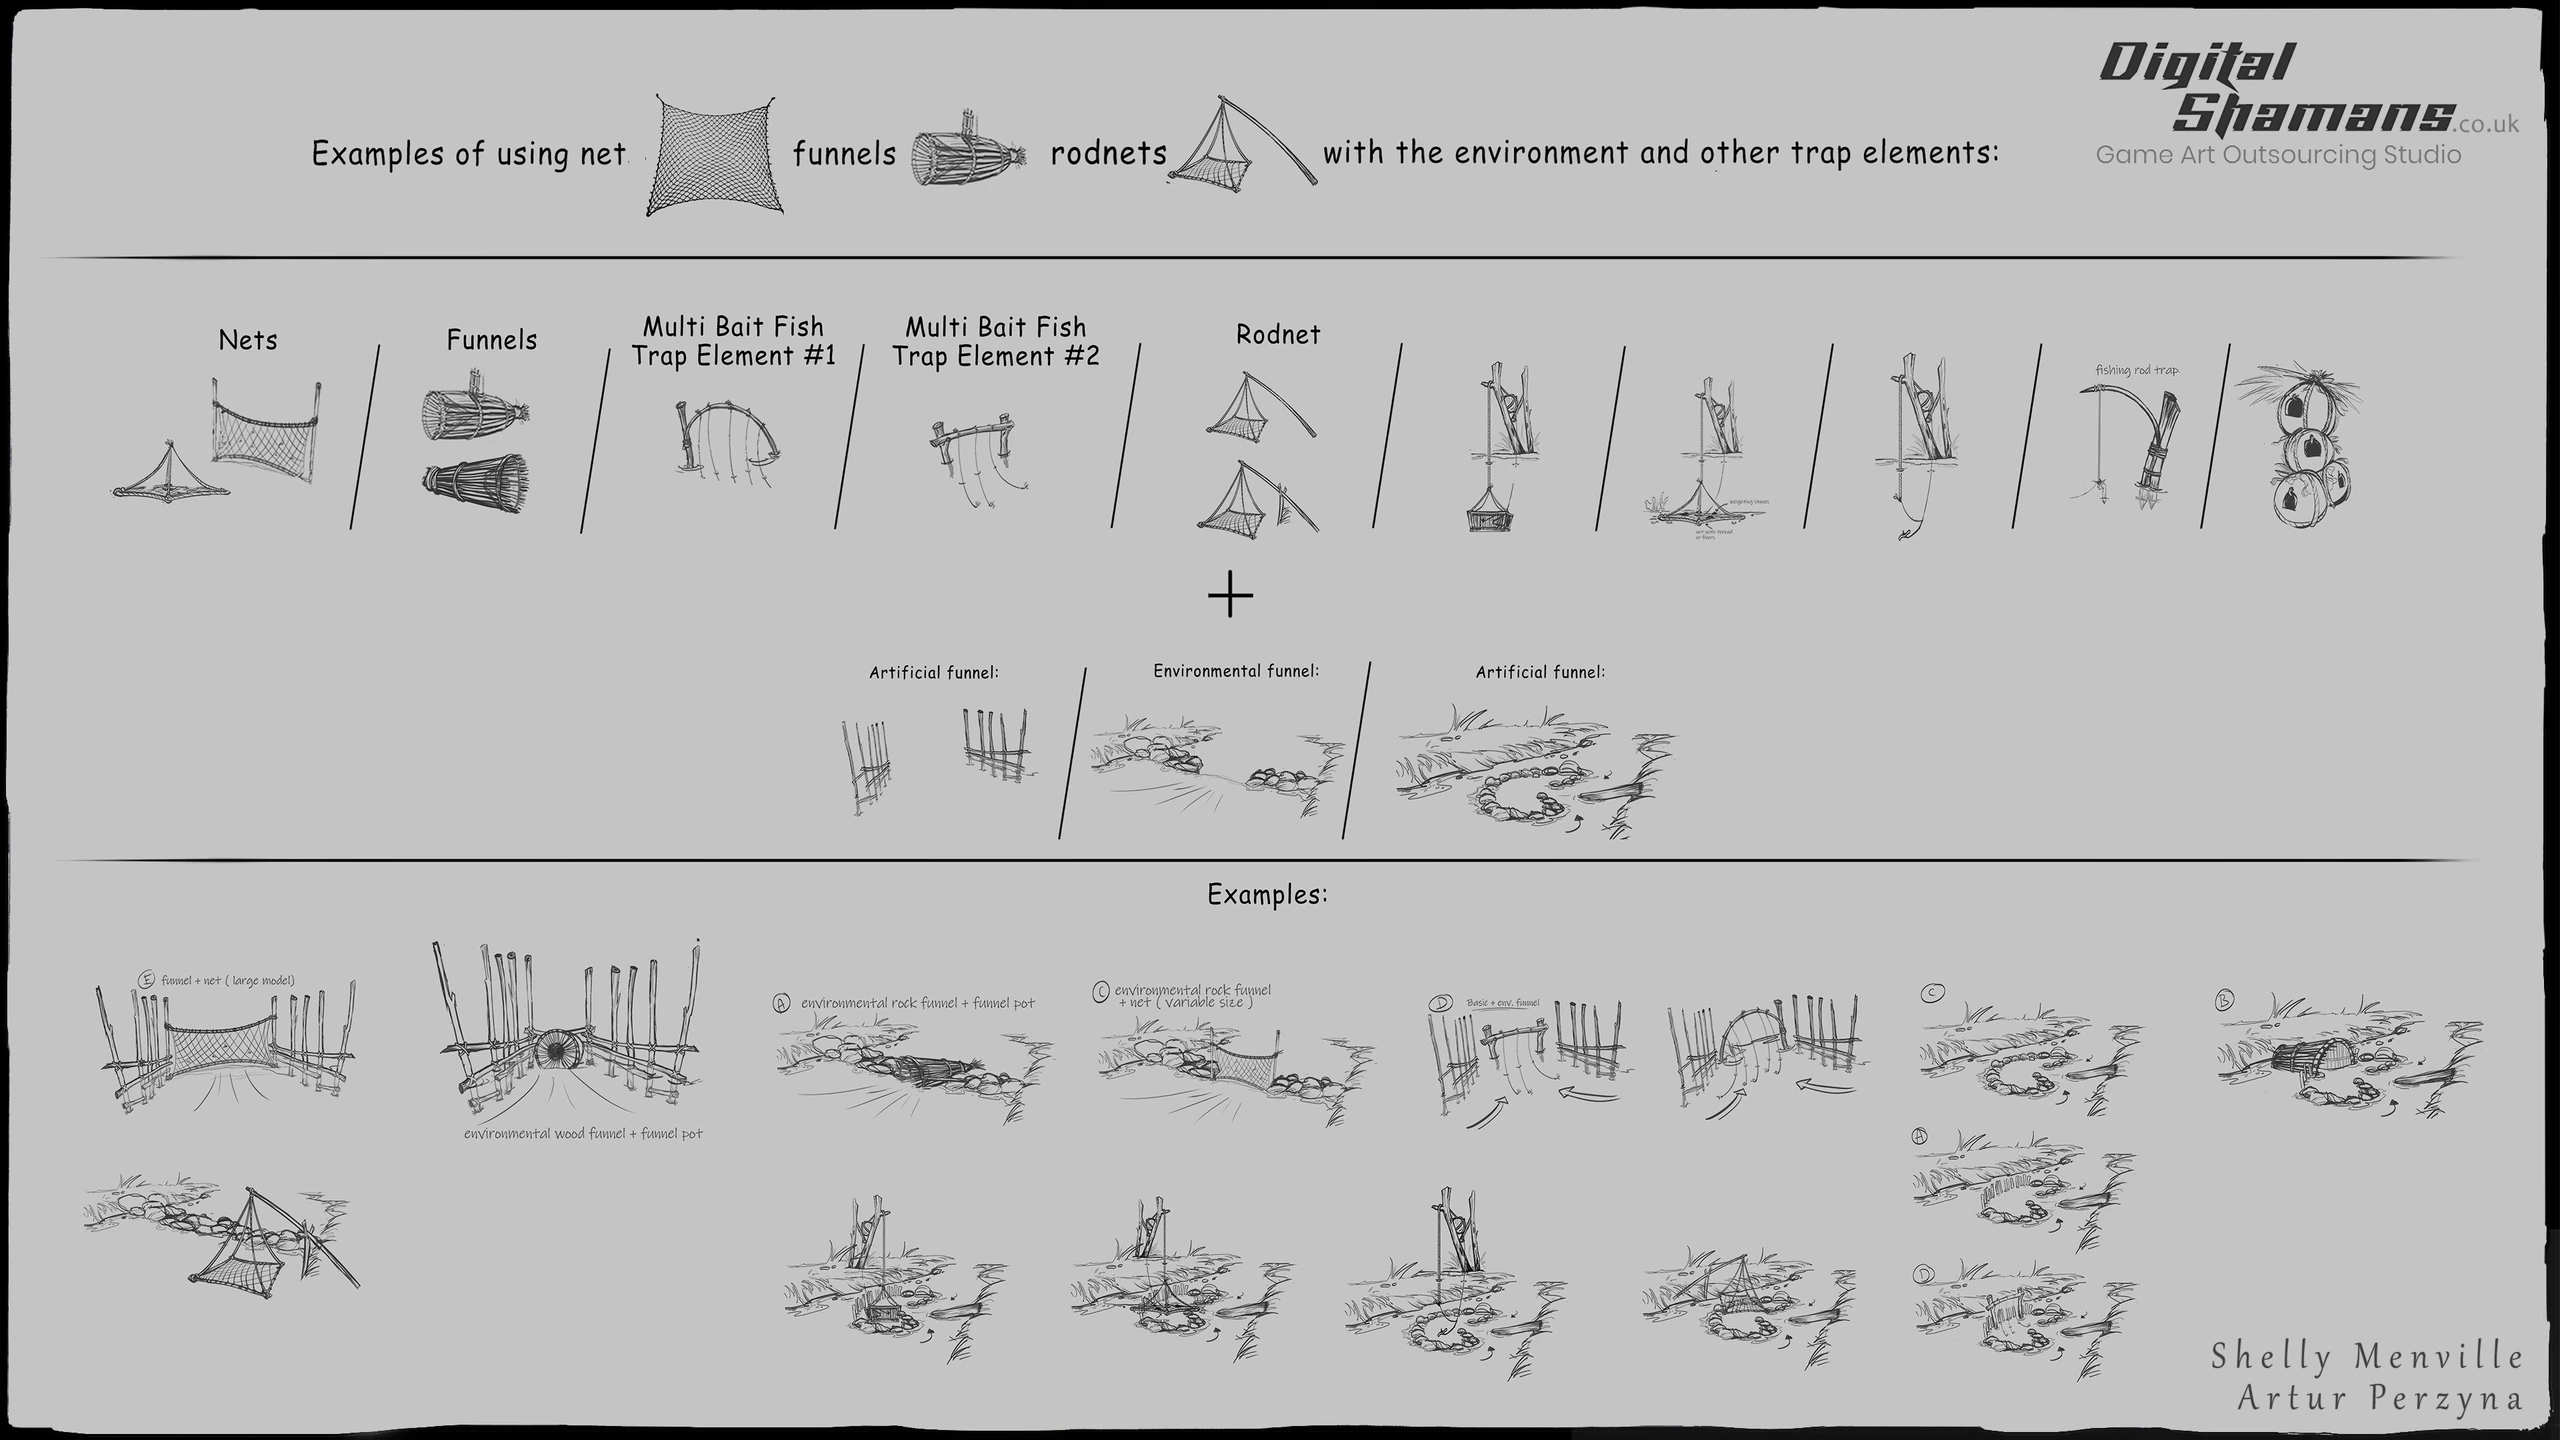 Digital
Shamans.co.uk
Game Art Outsourcing Studio
Examples of using net funnels rodnets with the environment and other trap elements:
Nets
Funnels
Multi Bait Fish
Trap Element #1
Multi Bait Fish
Trap Element #2
Rodnet
fishing rod trap
weighting stones
+
Artificial funnel:
Environmental funnel:
Artificial funnel:
Examples:
E funnel + net ( large model)
environmental wood funnel + funnel pot
A environmental rock funnel + funnel pot
C environmental rock funnel
+ net ( variable size )
D Basic + env. funnel
C
B
A
D
Shelly Menville
Artur Perzyna